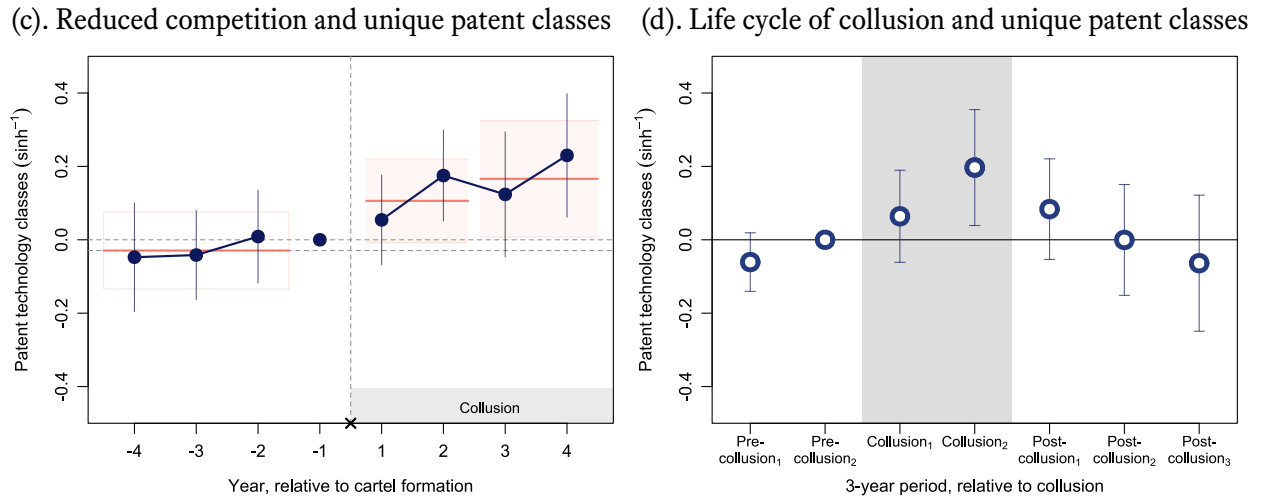 (c). Reduced competition and unique patent classes
Patent technology classes (sinh⁻¹)
0.4
0.2
0.0
-0.2
-0.4
Collusion
-4 -3 -2 -1 1 2 3 4
Year, relative to cartel formation
(d). Life cycle of collusion and unique patent classes
Patent technology classes (sinh⁻¹)
0.4
0.2
0.0
-0.2
-0.4
Pre-
collusion₁
Pre-
collusion₂
Collusion₁
Collusion₂
Post-
collusion₁
Post-
collusion₂
Post-
collusion₃
3-year period, relative to collusion